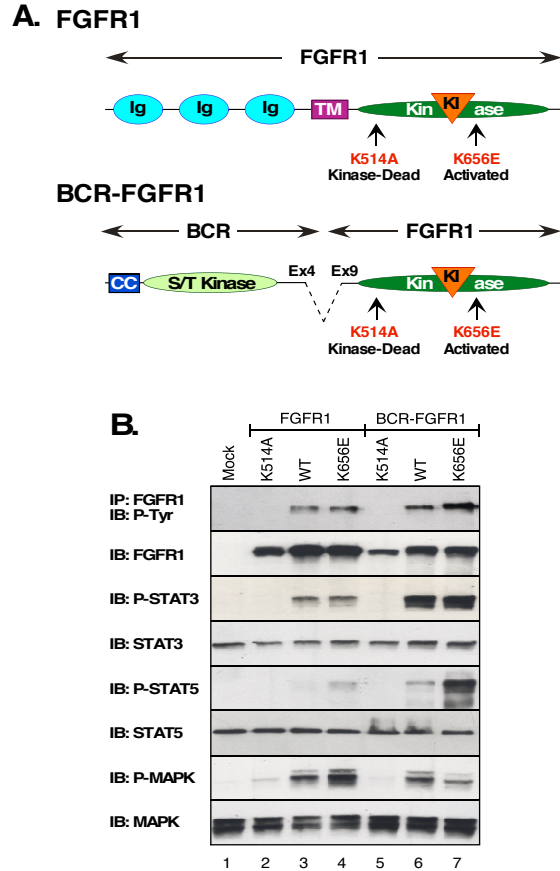 A. FGFR1
FGFR1
Ig Ig Ig TM Kin KI ase
K514A K656E
Kinase-Dead Activated
BCR-FGFR1
BCR FGFR1
CC S/T Kinase Ex4 Ex9 Kin KI ase
K514A K656E
Kinase-Dead Activated
B.
FGFR1 BCR-FGFR1
Mock K514A WT K656E K514A WT K656E
IP: FGFR1
IB: P-Tyr
IB: FGFR1
IB: P-STAT3
IB: STAT3
IB: P-STAT5
IB: STAT5
IB: P-MAPK
IB: MAPK
1 2 3 4 5 6 7